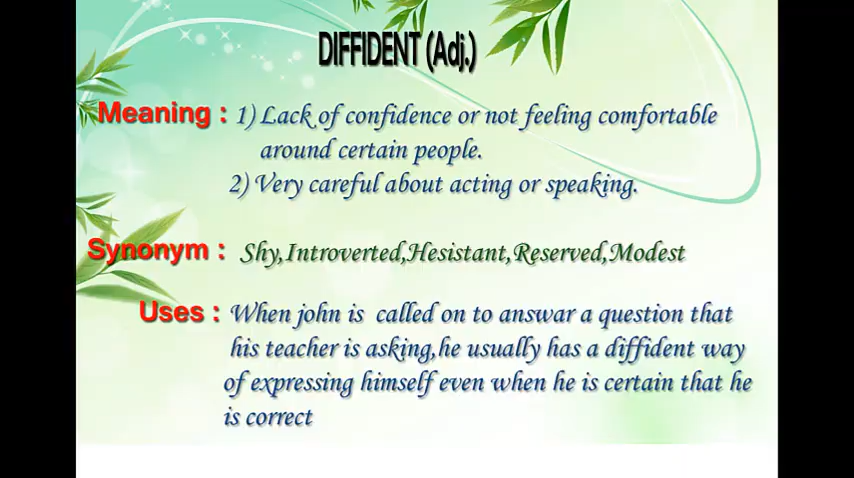 DIFFIDENT (Adj.)
Meaning : 1) Lack of confidence or not feeling comfortable
around certain people.
2) Very careful about acting or speaking.
Synonym : Shy,Introverted,Hesistant,Reserved,Modest
Uses : When john is called on to answar a question that
his teacher is asking,he usually has a diffident way
of expressing himself even when he is certain that he
is correct